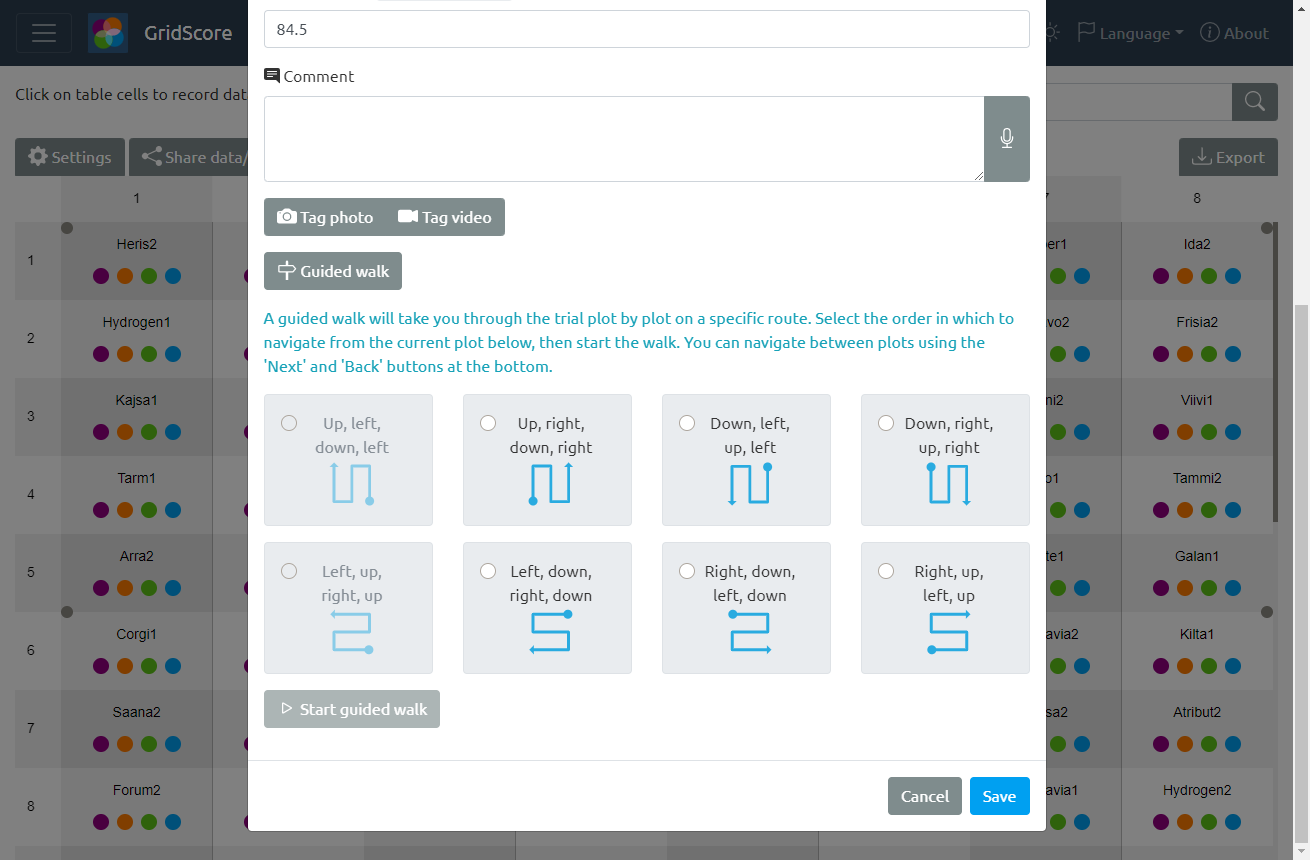 GridScore
Language
About
84.5
Comment
Click on table cells to record dat
Settings
Share data/
Export
Tag photo
Tag video
Guided walk
A guided walk will take you through the trial plot by plot on a specific route. Select the order in which to
navigate from the current plot below, then start the walk. You can navigate between plots using the
'Next' and 'Back' buttons at the bottom.
Up, left,
down, left
Up, right,
down, right
Down, left,
up, left
Down, right,
up, right
Left, up,
right, up
Left, down,
right, down
Right, down,
left, down
Right, up,
left, up
Start guided walk
Cancel
Save
1
8
1
Heris2
er1
Ida2
2
Hydrogen1
vo2
Frisia2
3
Kajsa1
ni2
Viivi1
4
Tarm1
o1
Tammi2
5
Arra2
te1
Galan1
6
Corgi1
avia2
Kilta1
7
Saana2
sa2
Atribut2
8
Forum2
avia1
Hydrogen2